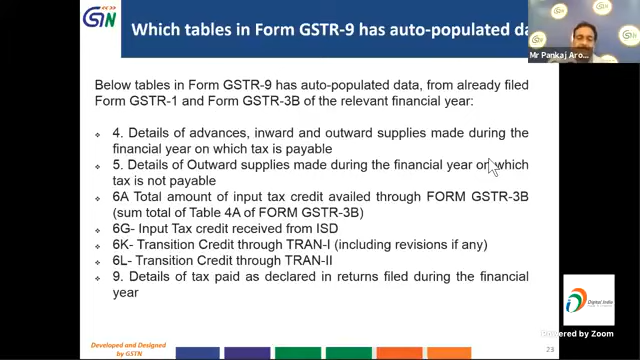 GSTN
Which tables in Form GSTR-9 has auto-populated da
Mr Pankaj Aro...
Below tables in Form GSTR-9 has auto-populated data, from already filed
Form GSTR-1 and Form GSTR-3B of the relevant financial year:
4. Details of advances, inward and outward supplies made during the
financial year on which tax is payable
5. Details of Outward supplies made during the financial year on which
tax is not payable
6A Total amount of input tax credit availed through FORM GSTR-3B
(sum total of Table 4A of FORM GSTR-3B)
6G- Input Tax credit received from ISD
6K- Transition Credit through TRAN-I (including revisions if any)
6L- Transition Credit through TRAN-II
9. Details of tax paid as declared in returns filed during the financial
year
Digital India
Powered by Zoom
Developed and Designed
by GSTN
23